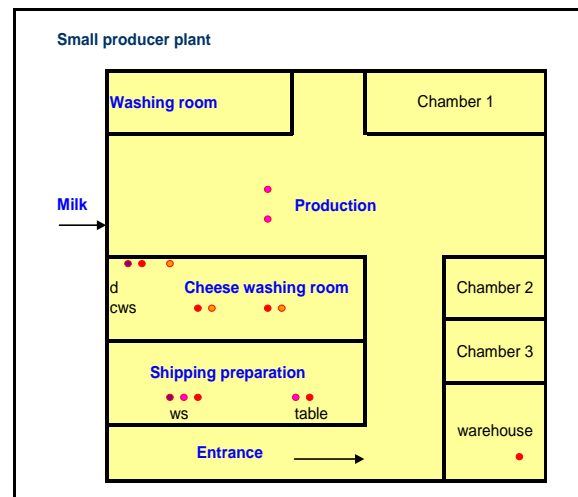 Small producer plant
Washing room
Chamber 1
Milk
Production
d
cws
Cheese washing room
Chamber 2
Chamber 3
Shipping preparation
ws
table
warehouse
Entrance